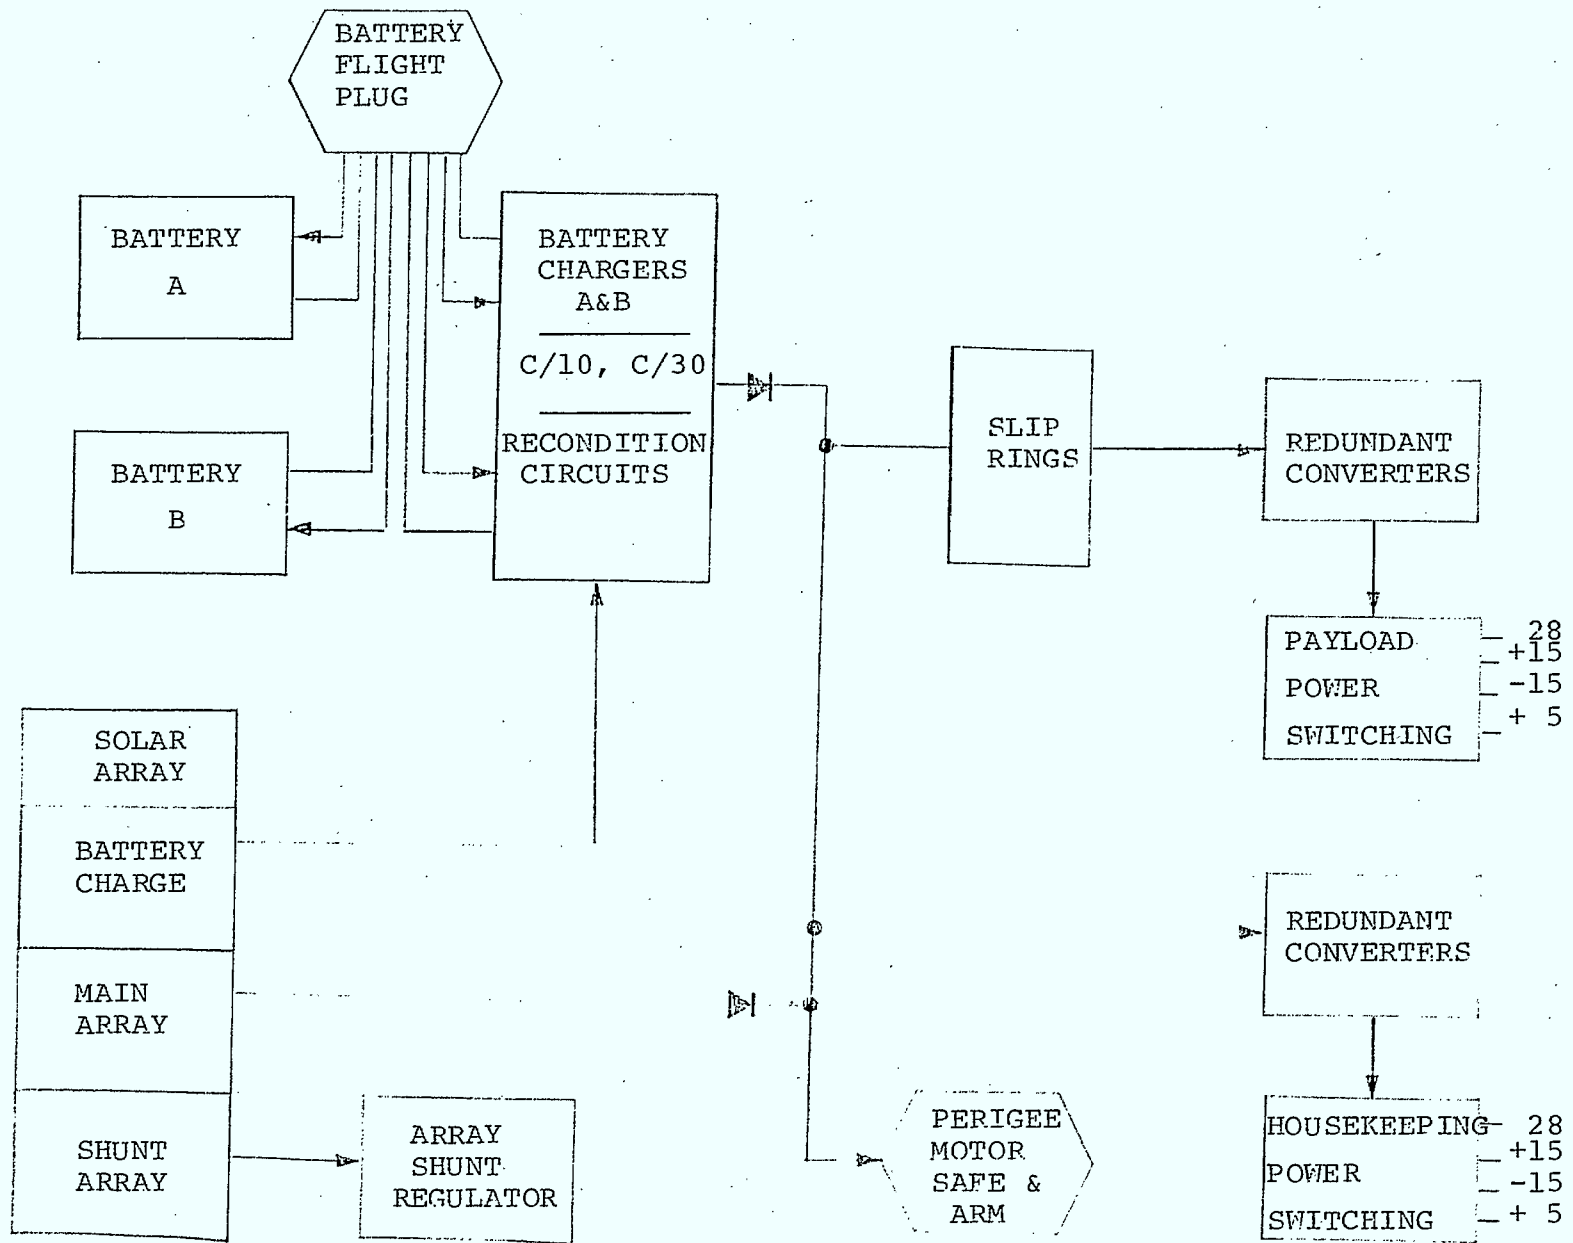 BATTERY
FLIGHT
PLUG
BATTERY
A
BATTERY
B
BATTERY
CHARGERS
A&B
C/10, C/30
RECONDITION
CIRCUITS
SLIP
RINGS
REDUNDANT
CONVERTERS
PAYLOAD
POWER
SWITCHING
28
+15
-15
+ 5
SOLAR
ARRAY
BATTERY
CHARGE
MAIN
ARRAY
SHUNT
ARRAY
ARRAY
SHUNT
REGULATOR
PERIGEE
MOTOR
SAFE &
ARM
REDUNDANT
CONVERTERS
HOUSEKEEPING
POWER
SWITCHING
28
+15
-15
+ 5